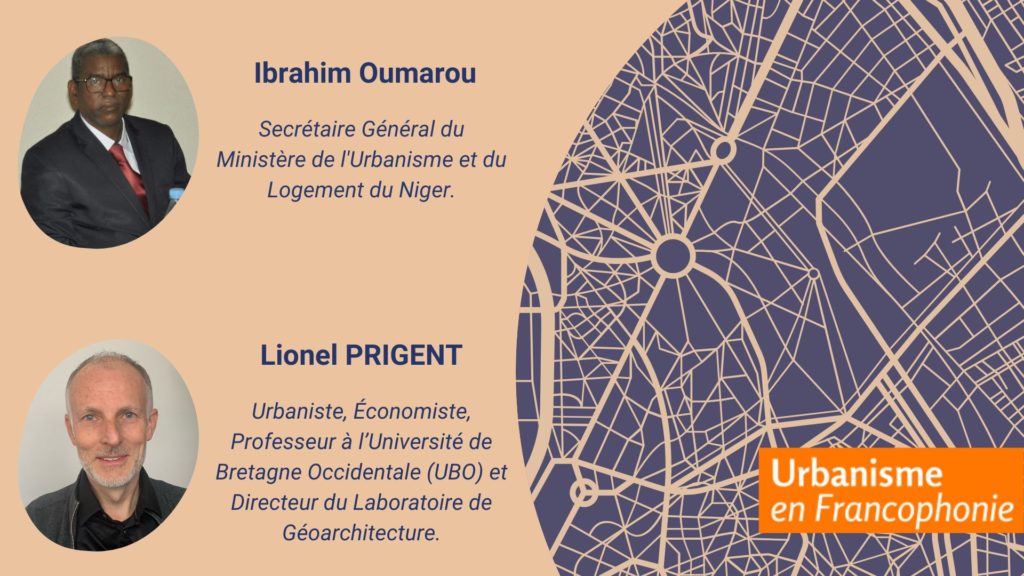 Ibrahim Oumarou
Secrétaire Général du
Ministère de l'Urbanisme et du
Logement du Niger.
Lionel PRIGENT
Urbaniste, Économiste,
Professeur à l’Université de
Bretagne Occidentale (UBO) et
Directeur du Laboratoire de
Géoarchitecture.
Urbanisme
en Francophonie